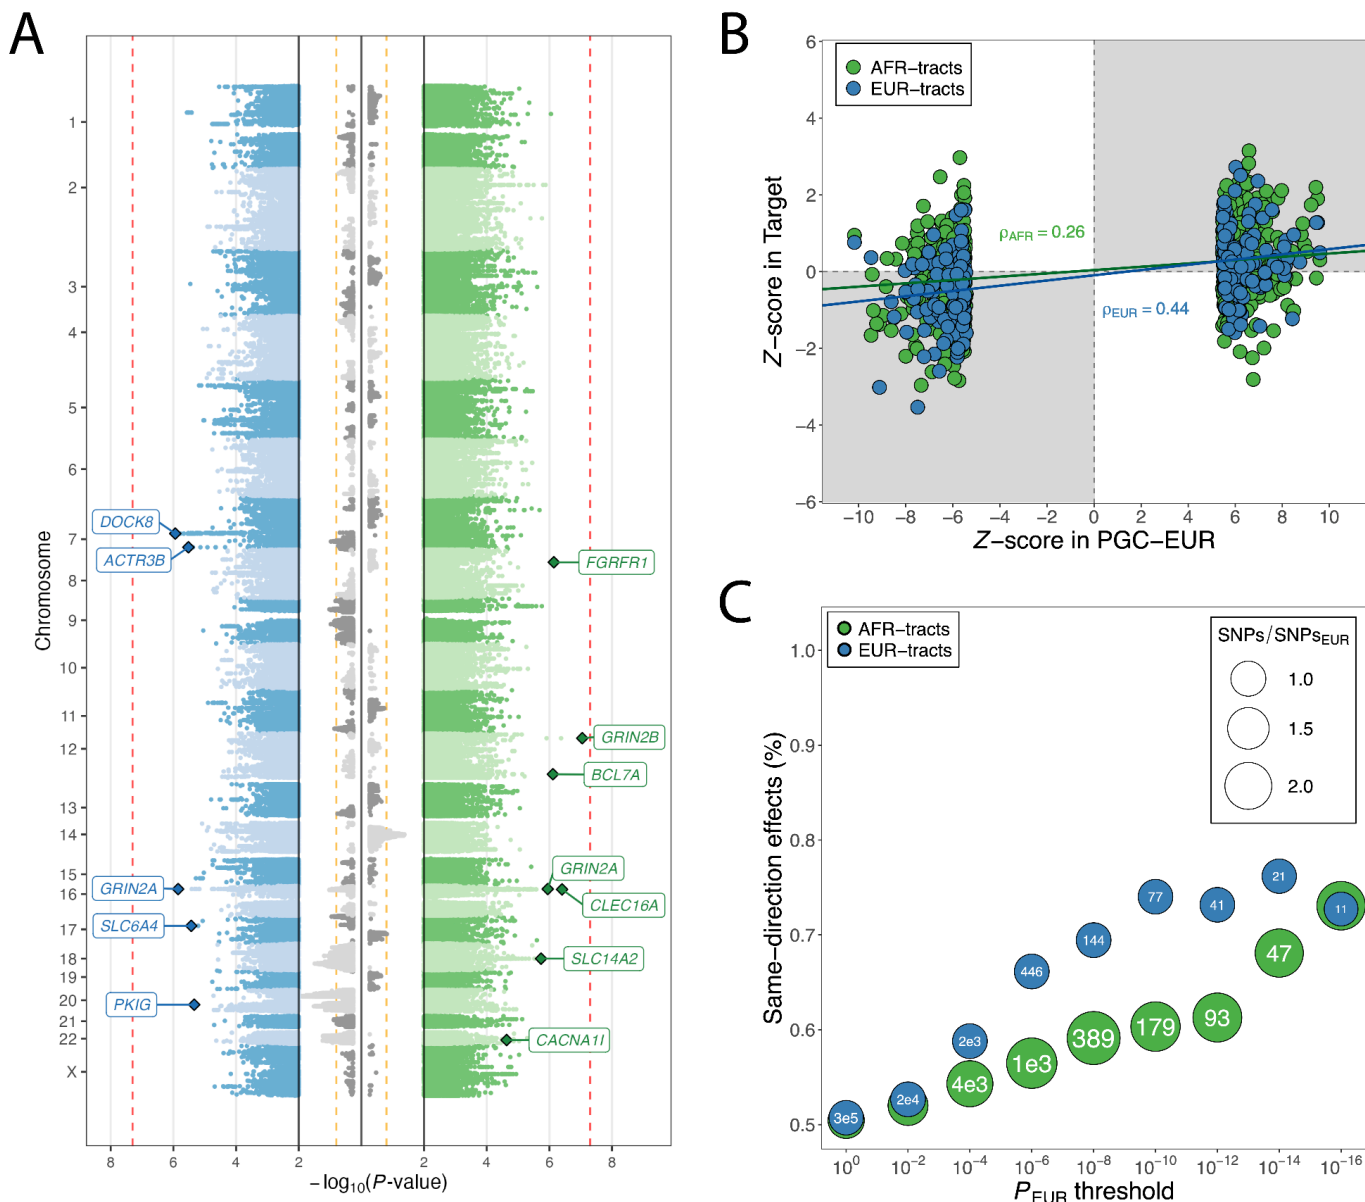 A
Chromosome
1
2
3
4
5
6
7
8
9
10
11
12
13
14
15
16
17
18
19
20
21
22
X
DOCK8
ACTR3B
GRIN2A
SLC6A4
PKIG
FGRFR1
GRIN2B
BCL7A
GRIN2A
CLEC16A
SLC14A2
CACNA1I
8 6 4 2 2 4 6 8
−log10(P-value)
B
AFR−tracts
EUR−tracts
Z−score in Target
6
4
2
0
−2
−4
−6
ρAFR = 0.26
ρEUR = 0.44
−10 −8 −6 −4 −2 0 2 4 6 8 10
Z−score in PGC−EUR
C
AFR−tracts
EUR−tracts
SNPs/SNPsEUR
1.0
1.5
2.0
Same−direction effects (%)
1.0
0.9
0.8
0.7
0.6
0.5
3e5
2e4
2e3
446
144
77
41
21
11
4e3
1e3
389
179
93
47
10^0 10^−2 10^−4 10^−6 10^−8 10^−10 10^−12 10^−14 10^−16
PEUR threshold